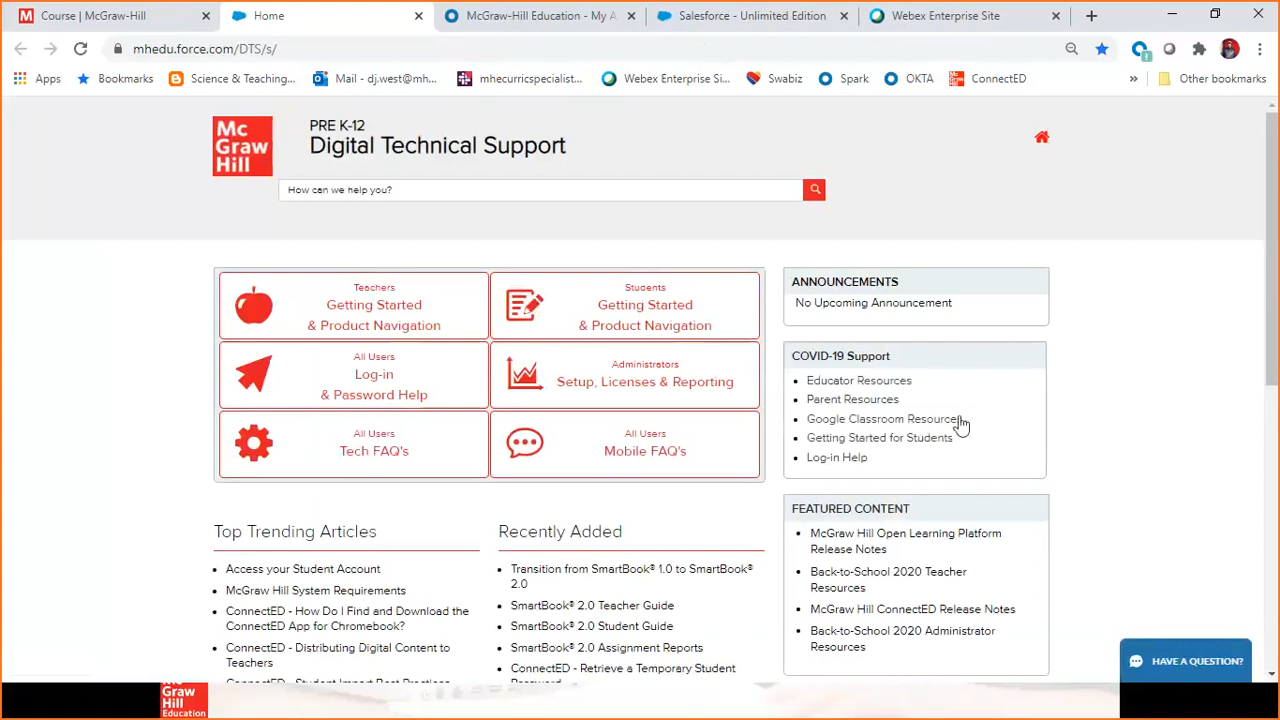 Course | McGraw-Hill
Home
McGraw-Hill Education - My A
Salesforce - Unlimited Edition
Webex Enterprise Site
mhedu.force.com/DTS/s/
Apps
Bookmarks
Science & Teaching...
Mail - dj.west@mh...
mhecurricspecialist...
Webex Enterprise Si...
Swabiz
Spark
OKTA
ConnectED
»
Other bookmarks
Mc
Graw
Hill
PRE K-12
Digital Technical Support
How can we help you?
Teachers
Getting Started
& Product Navigation
Students
Getting Started
& Product Navigation
All Users
Log-in
& Password Help
Administrators
Setup, Licenses & Reporting
All Users
Tech FAQ's
All Users
Mobile FAQ's
ANNOUNCEMENTS
No Upcoming Announcement
COVID-19 Support
• Educator Resources
• Parent Resources
• Google Classroom Resources
• Getting Started for Students
• Log-in Help
FEATURED CONTENT
• McGraw Hill Open Learning Platform
Release Notes
• Back-to-School 2020 Teacher
Resources
• McGraw Hill ConnectED Release Notes
• Back-to-School 2020 Administrator
Resources
Top Trending Articles
• Access your Student Account
• McGraw Hill System Requirements
• ConnectED - How Do I Find and Download the
ConnectED App for Chromebook?
• ConnectED - Distributing Digital Content to
Teachers
• ConnectED - Student Import Best Practices
Recently Added
• Transition from SmartBook® 1.0 to SmartBook®
2.0
• SmartBook® 2.0 Teacher Guide
• SmartBook® 2.0 Student Guide
• SmartBook® 2.0 Assignment Reports
• ConnectED - Retrieve a Temporary Student
Password
HAVE A QUESTION?
Graw
Hill
Education